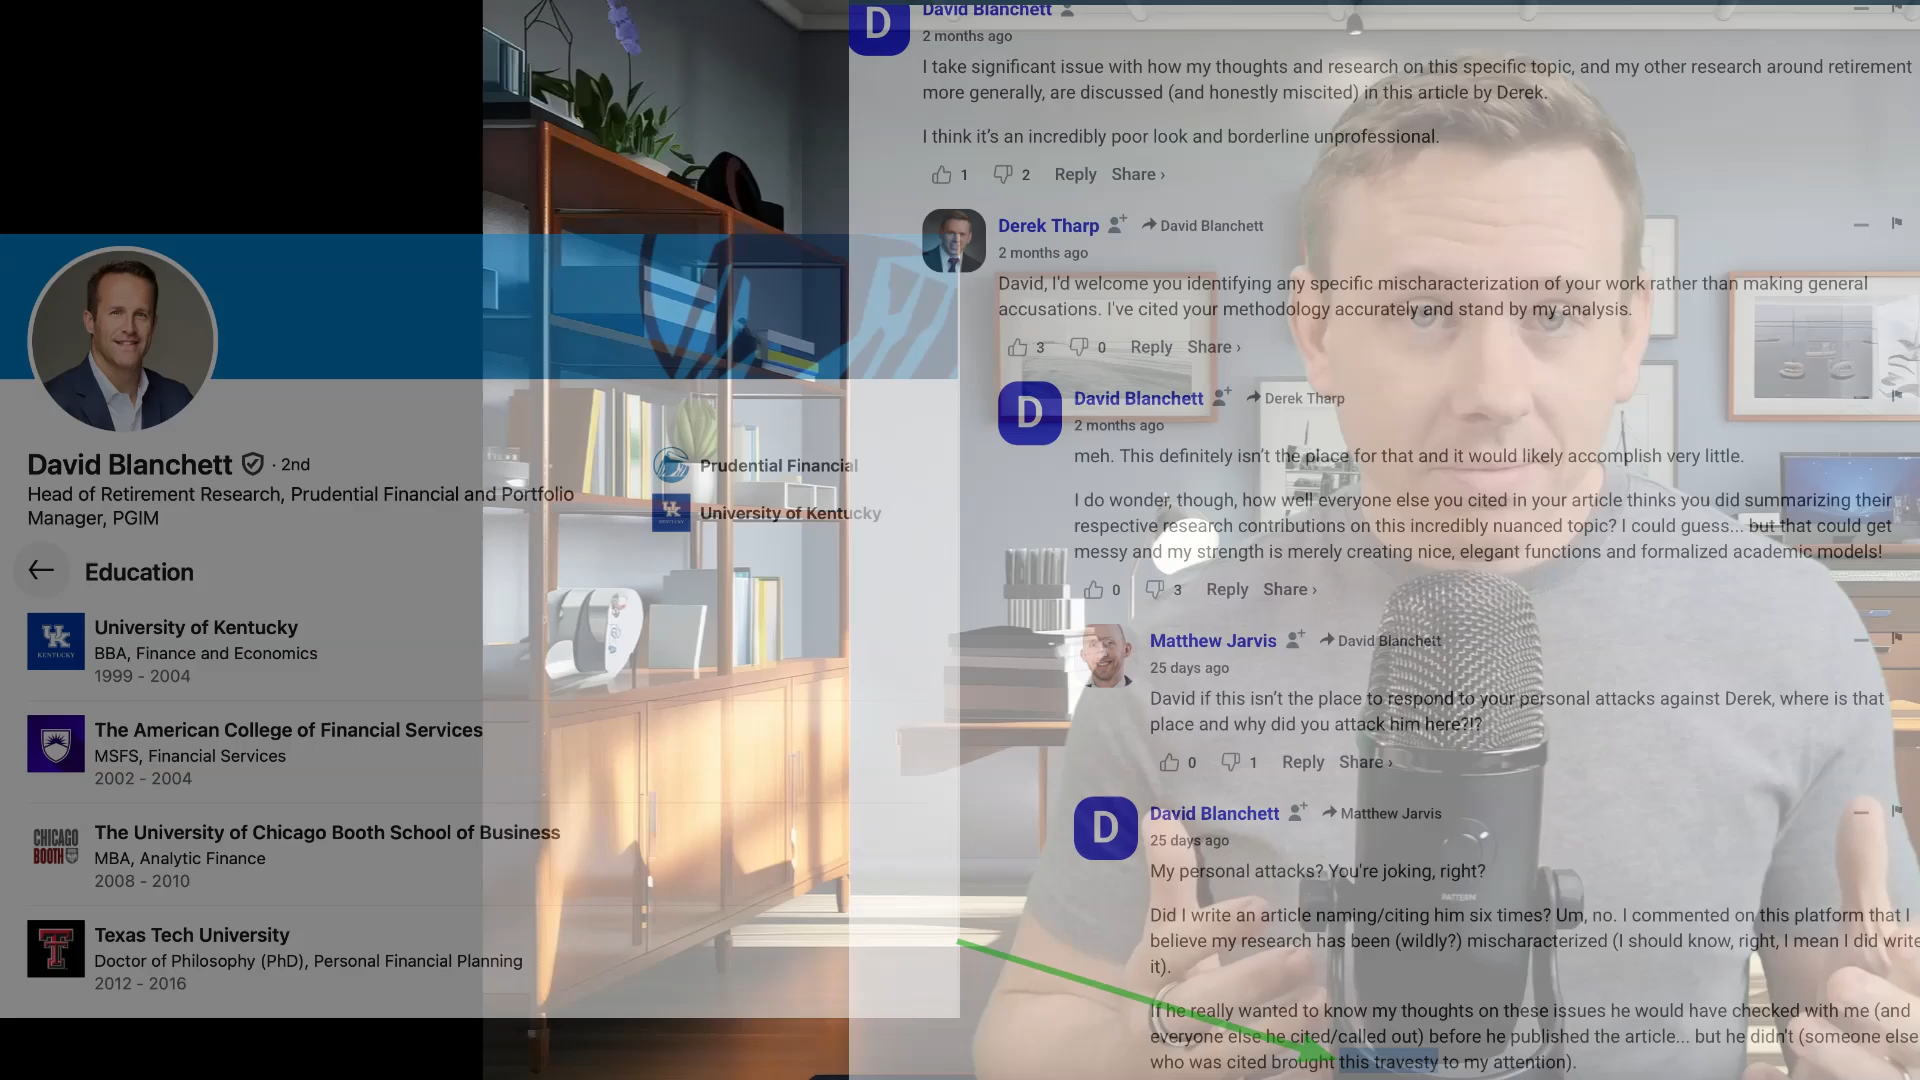 David Blanchett · 2nd
Head of Retirement Research, Prudential Financial and Portfolio
Manager, PGIM
Prudential Financial
University of Kentucky
Education
University of Kentucky
BBA, Finance and Economics
1999 - 2004
The American College of Financial Services
MSFS, Financial Services
2002 - 2004
The University of Chicago Booth School of Business
MBA, Analytic Finance
2008 - 2010
Texas Tech University
Doctor of Philosophy (PhD), Personal Financial Planning
2012 - 2016
UK
KENTUCKY
CHICAGO
BOOTH
D
David Blanchett
2 months ago
I take significant issue with how my thoughts and research on this specific topic, and my other research around retirement
more generally, are discussed (and honestly miscited) in this article by Derek.
I think it's an incredibly poor look and borderline unprofessional.
1 2 Reply Share ›
Derek Tharp David Blanchett
2 months ago
David, I'd welcome you identifying any specific mischaracterization of your work rather than making general
accusations. I've cited your methodology accurately and stand by my analysis.
3 0 Reply Share ›
D
David Blanchett Derek Tharp
2 months ago
meh. This definitely isn't the place for that and it would likely accomplish very little.
I do wonder, though, how well everyone else you cited in your article thinks you did summarizing their
respective research contributions on this incredibly nuanced topic? I could guess... but that could get
messy and my strength is merely creating nice, elegant functions and formalized academic models!
0 3 Reply Share ›
Matthew Jarvis David Blanchett
25 days ago
David if this isn't the place to respond to your personal attacks against Derek, where is that
place and why did you attack him here?!?
0 1 Reply Share ›
D
David Blanchett Matthew Jarvis
25 days ago
My personal attacks? You're joking, right?
Did I write an article naming/citing him six times? Um, no. I commented on this platform that I
believe my research has been (wildly?) mischaracterized (I should know, right, I mean I did write
it).
If he really wanted to know my thoughts on these issues he would have checked with me (and
everyone else he cited/called out) before he published the article... but he didn't (someone else
who was cited brought this travesty to my attention).